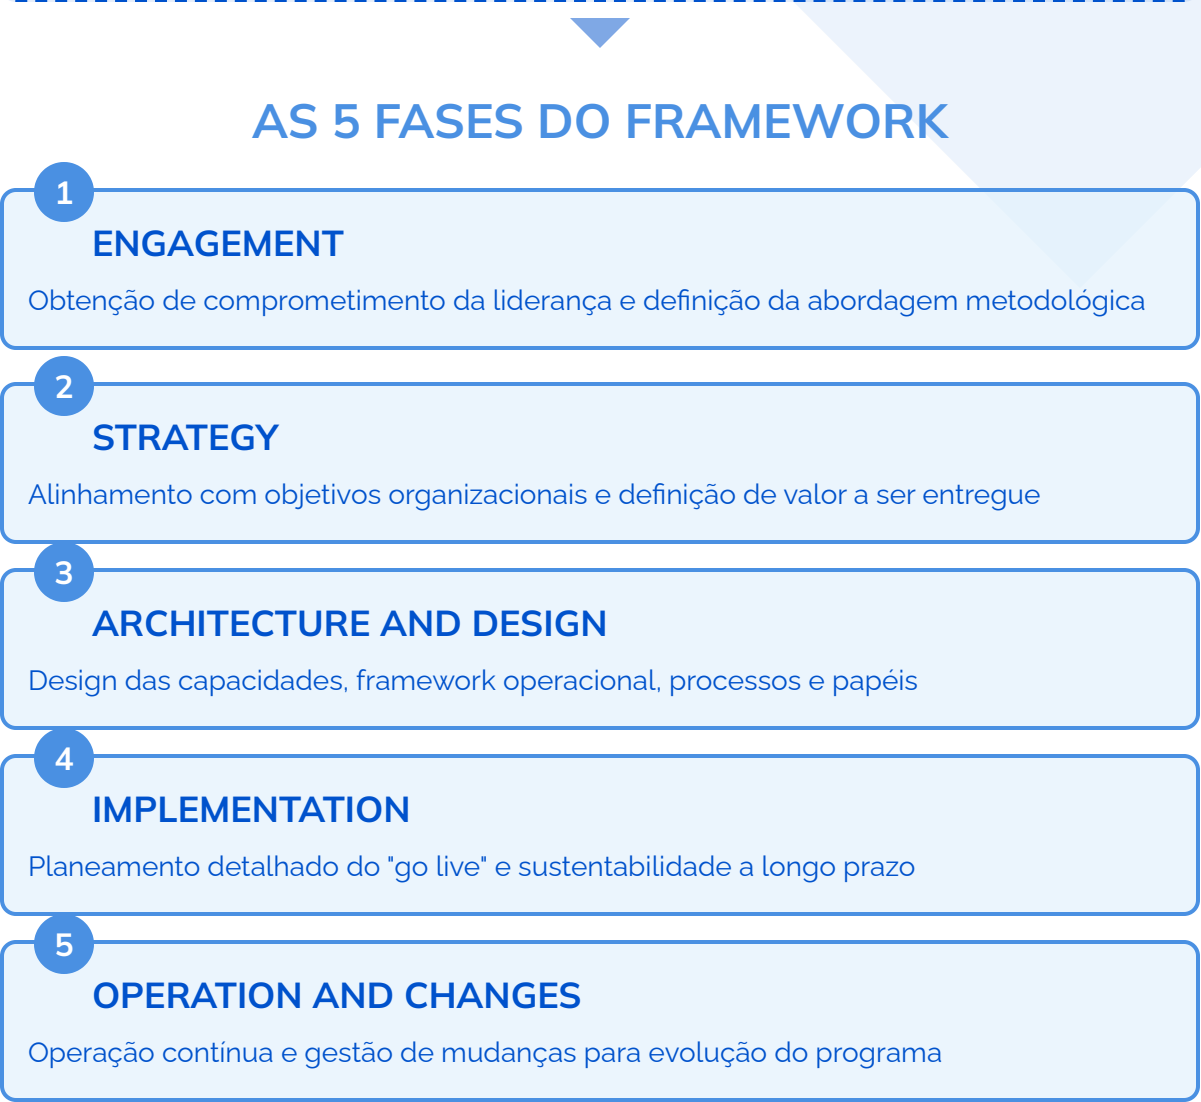 AS 5 FASES DO FRAMEWORK
1
ENGAGEMENT
Obtenção de comprometimento da liderança e definição da abordagem metodológica
2
STRATEGY
Alinhamento com objetivos organizacionais e definição de valor a ser entregue
3
ARCHITECTURE AND DESIGN
Design das capacidades, framework operacional, processos e papéis
4
IMPLEMENTATION
Planeamento detalhado do "go live" e sustentabilidade a longo prazo
5
OPERATION AND CHANGES
Operação contínua e gestão de mudanças para evolução do programa